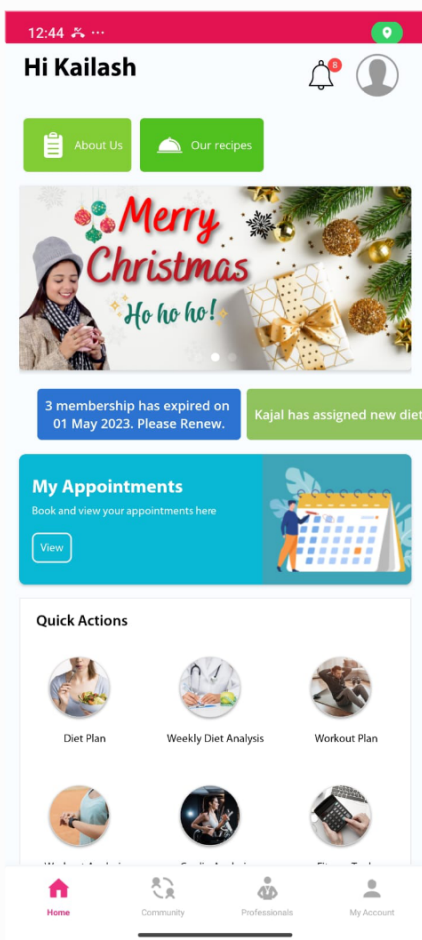 12:44
Hi Kailash
8
About Us
Our recipes
Merry
Christmas
Ho ho ho!
3 membership has expired on
01 May 2023. Please Renew.
Kajal has assigned new diet
My Appointments
Book and view your appointments here
View
Quick Actions
Diet Plan
Weekly Diet Analysis
Workout Plan
Home
Community
Professionals
My Account